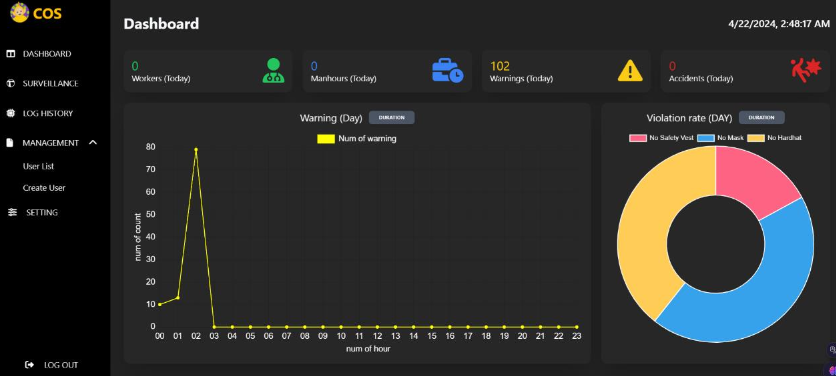 COS
Dashboard
4/22/2024, 2:48:17 AM
DASHBOARD
SURVEILLANCE
LOG HISTORY
MANAGEMENT
User List
Create User
SETTING
LOG OUT
0
Workers (Today)
0
Manhours (Today)
102
Warnings (Today)
0
Accidents (Today)
Warning (Day) DURATION
Num of warning
num of count
80
70
60
50
40
30
20
10
0
00 01 02 03 04 05 06 07 08 09 10 11 12 13 14 15 16 17 18 19 20 21 22 23
num of hour
Violation rate (DAY) DURATION
No Safety Vest No Mask No Hardhat